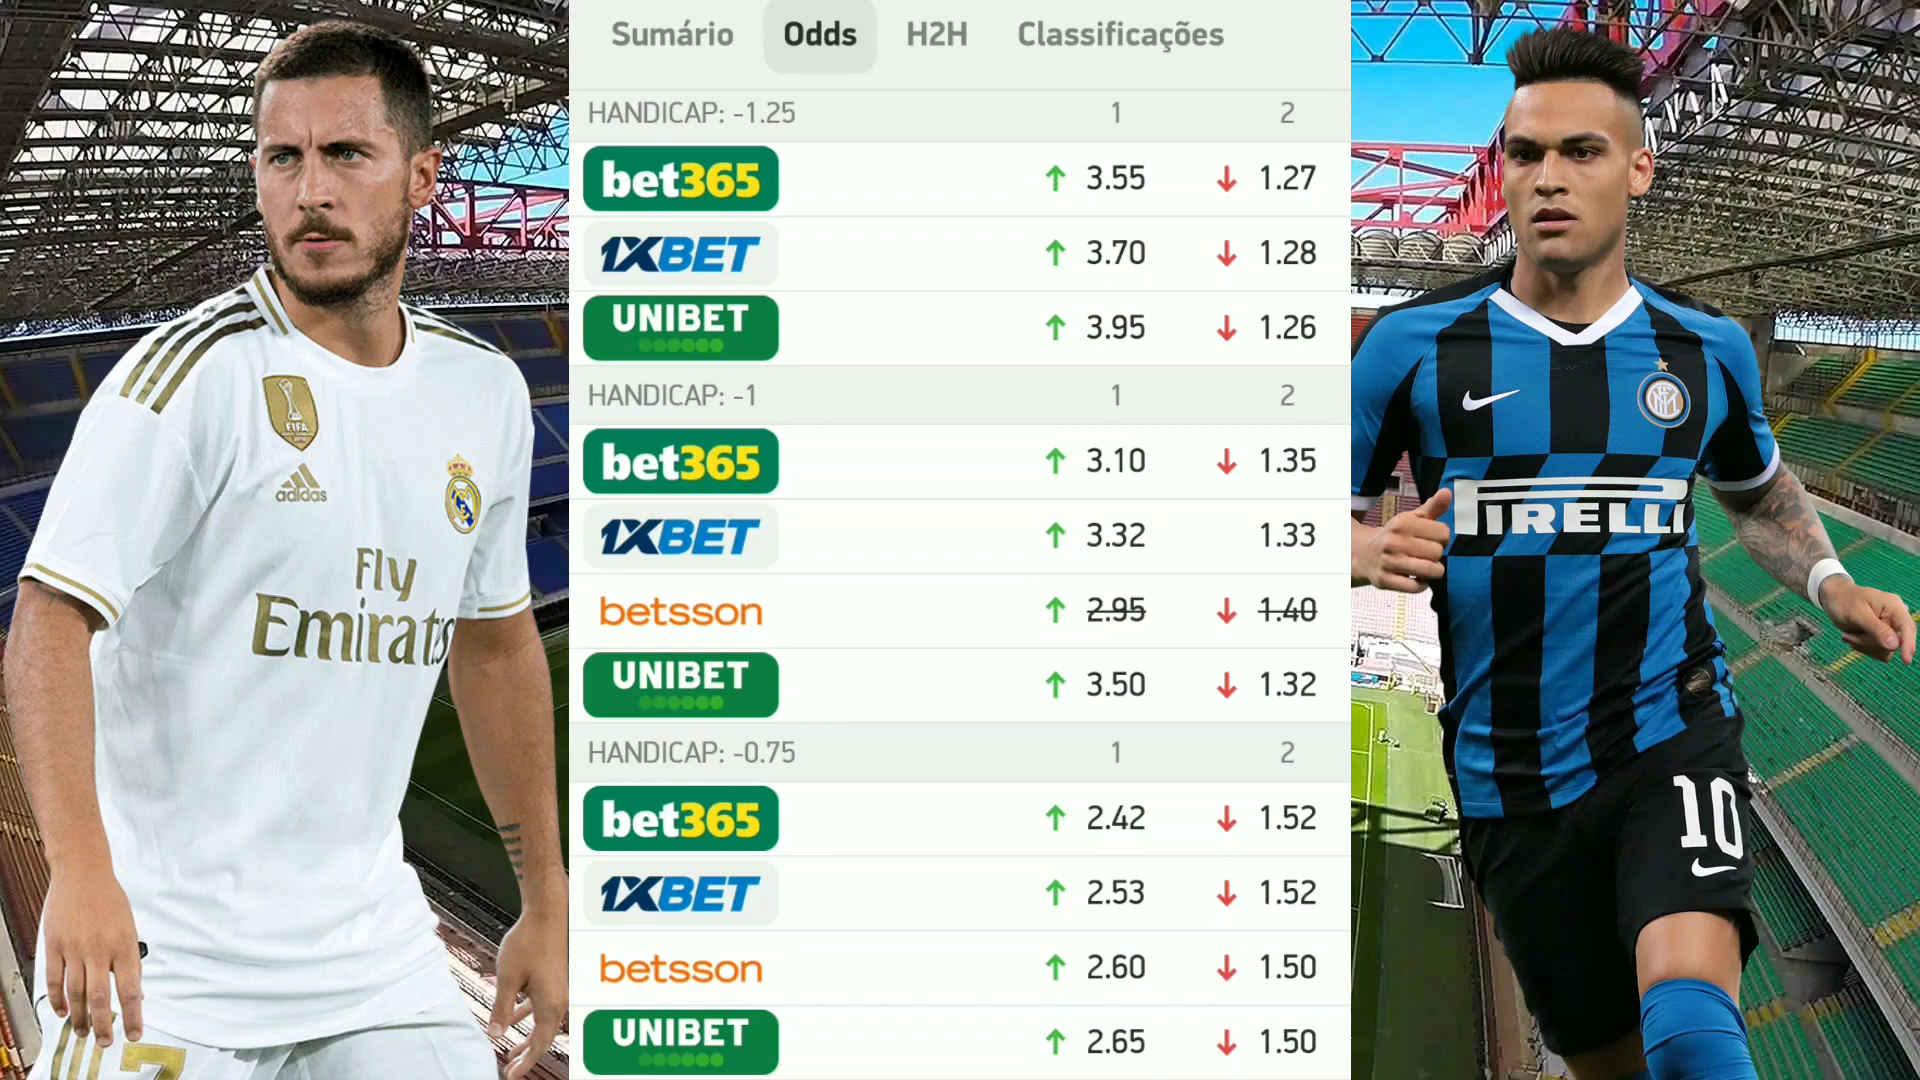 Sumário Odds H2H Classificações
HANDICAP: -1.25 1 2
bet365 ↑ 3.55 ↓ 1.27
1XBET ↑ 3.70 ↓ 1.28
UNIBET ↑ 3.95 ↓ 1.26
HANDICAP: -1 1 2
bet365 ↑ 3.10 ↓ 1.35
1XBET ↑ 3.32 1.33
betsson ↑ 2.95 ↓ 1.40
UNIBET ↑ 3.50 ↓ 1.32
HANDICAP: -0.75 1 2
bet365 ↑ 2.42 ↓ 1.52
1XBET ↑ 2.53 ↓ 1.52
betsson ↑ 2.60 ↓ 1.50
UNIBET ↑ 2.65 ↓ 1.50
FIFA
adidas
Fly
Emirates
7
PIRELLI
10